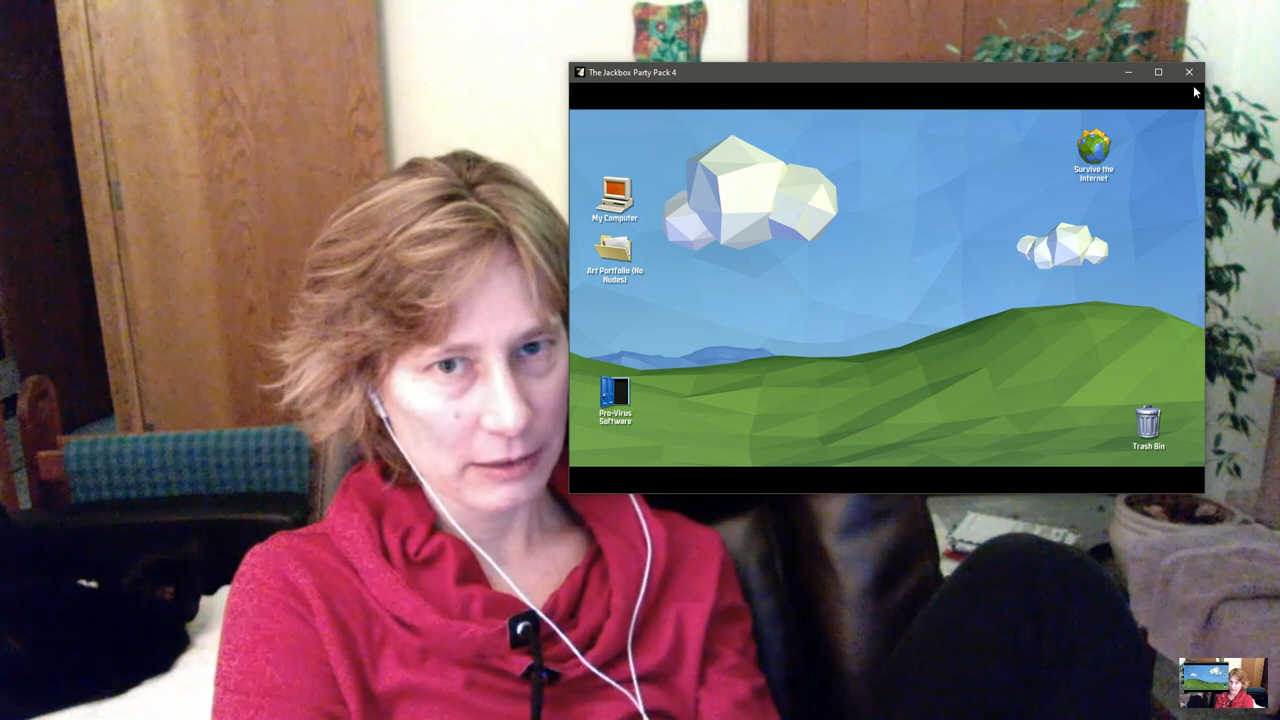 The Jackbox Party Pack 4
Survive the
Internet
My Computer
Art Portfolio (No
Nudes)
Pro-Virus
Software
Trash Bin